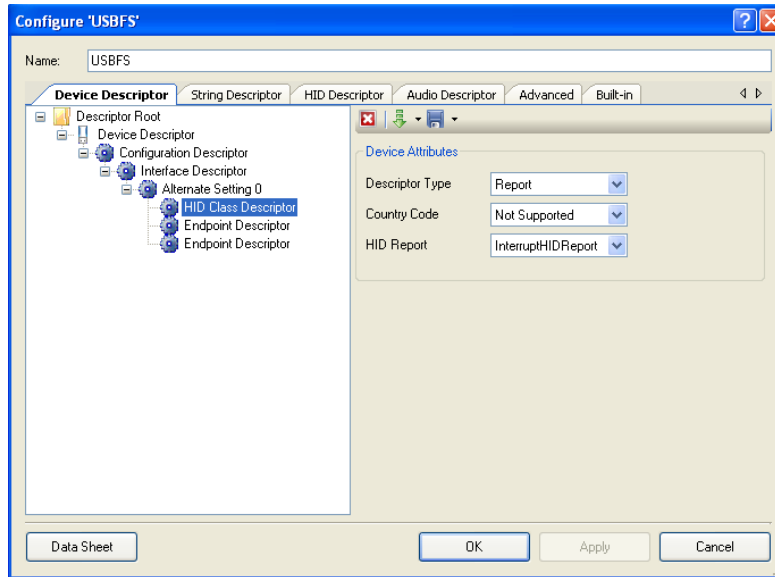 Configure 'USBFS'
Name: USBFS
Device Descriptor String Descriptor HID Descriptor Audio Descriptor Advanced Built-in
Descriptor Root
Device Descriptor
Configuration Descriptor
Interface Descriptor
Alternate Setting 0
HID Class Descriptor
Endpoint Descriptor
Endpoint Descriptor
Device Attributes
Descriptor Type Report
Country Code Not Supported
HID Report InterruptHIDReport
Data Sheet OK Apply Cancel